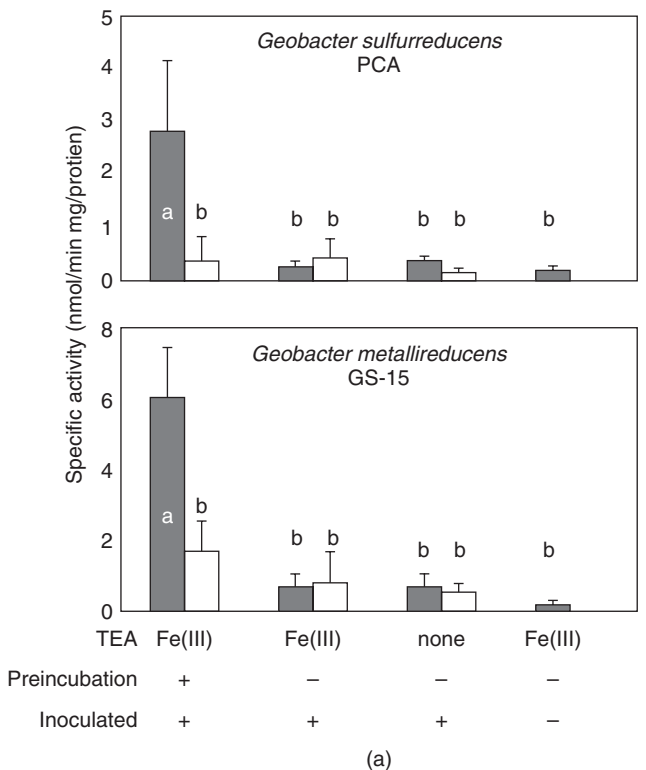 Geobacter sulfurreducens
PCA
5
4
3
2
1
0
a
b
b
b
b
b
b
Specific activity (nmol/min mg/protien)
Geobacter metallireducens
GS-15
8
6
4
2
0
a
b
b
b
b
b
b
TEA Fe(III) Fe(III) none Fe(III)
Preincubation + – – –
Inoculated + + + –
(a)